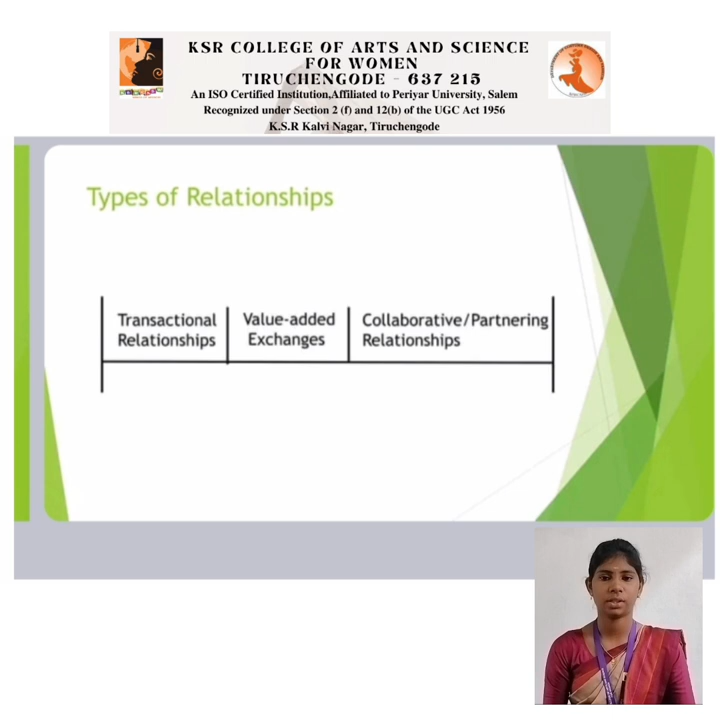 KSR COLLEGE OF ARTS AND SCIENCE
FOR WOMEN
TIRUCHENGODE - 637 215
An ISO Certified Institution,Affiliated to Periyar University, Salem
Recognized under Section 2 (f) and 12(b) of the UGC Act 1956
K.S.R Kalvi Nagar, Tiruchengode
Types of Relationships
Transactional Relationships
Value-added Exchanges
Collaborative/Partnering Relationships